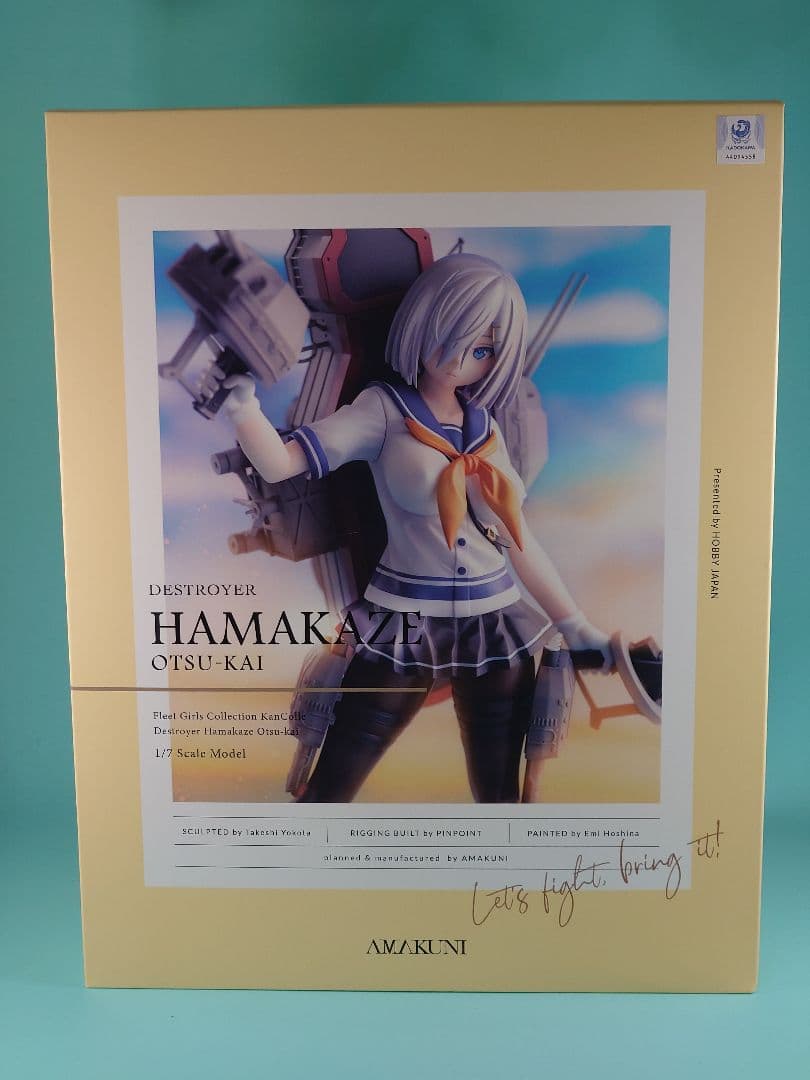 KADOKAWA
Presented by HOBBY JAPAN
DESTROYER
HAMAKAZE
OTSU-KAI
Fleet Girls Collection KanColle
Destroyer Hamakaze Otsu-kai
1/7 Scale Model
SCULPTED by Takeshi Yokota
RIGGING BUILT by PINPOINT
PAINTED by Emi Hoshina
planned & manufactured by AMAKUNI
Let's fight, bring it!
AMAKUNI